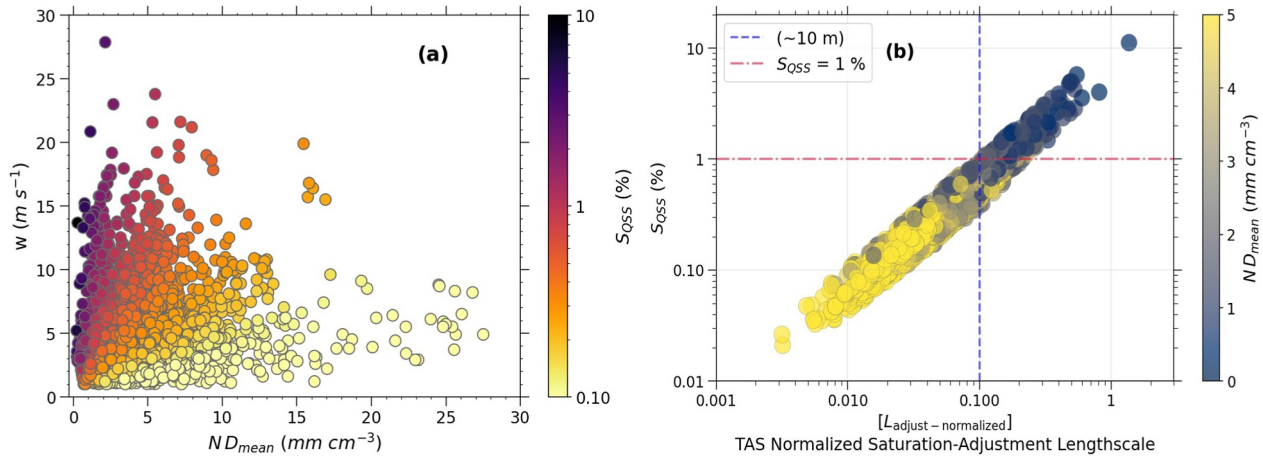 (a)
w (m s⁻¹)
30
25
20
15
10
5
0
0 5 10 15 20 25 30
N D_mean (mm cm⁻³)
10
1
0.10
S_QSS (%)
(b)
(~10 m)
S_QSS = 1 %
S_QSS (%)
10
1
0.10
0.01
0.001 0.010 0.100 1
[L_adjust−normalized]
TAS Normalized Saturation-Adjustment Lengthscale
5
4
3
2
1
0
N D_mean (mm cm⁻³)